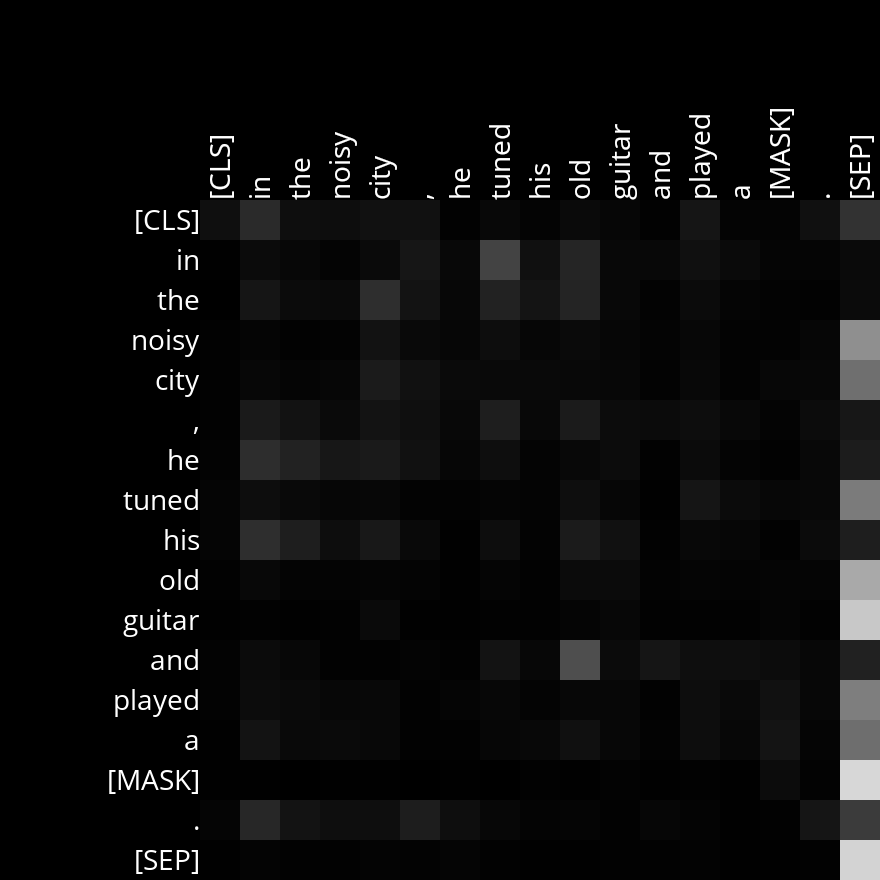 [CLS] in the noisy city , he tuned his old guitar and played a [MASK] . [SEP]
[CLS]
in
the
noisy
city
,
he
tuned
his
old
guitar
and
played
a
[MASK]
.
[SEP]